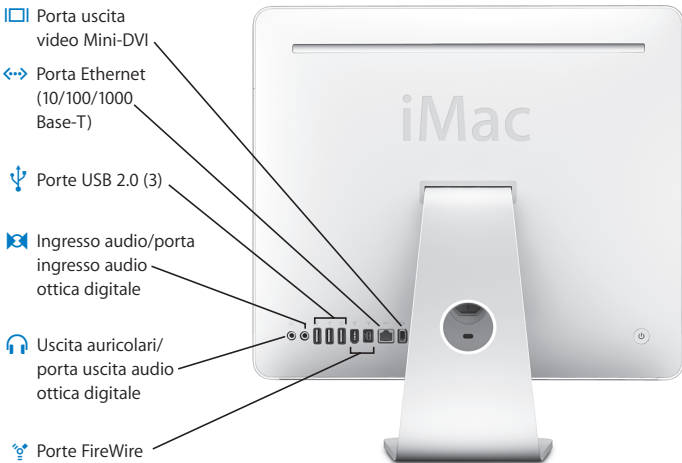 Porta uscita
video Mini-DVI
Porta Ethernet
(10/100/1000
Base-T)
Porte USB 2.0 (3)
Ingresso audio/porta
ingresso audio
ottica digitale
Uscita auricolari/
porta uscita audio
ottica digitale
Porte FireWire
iMac